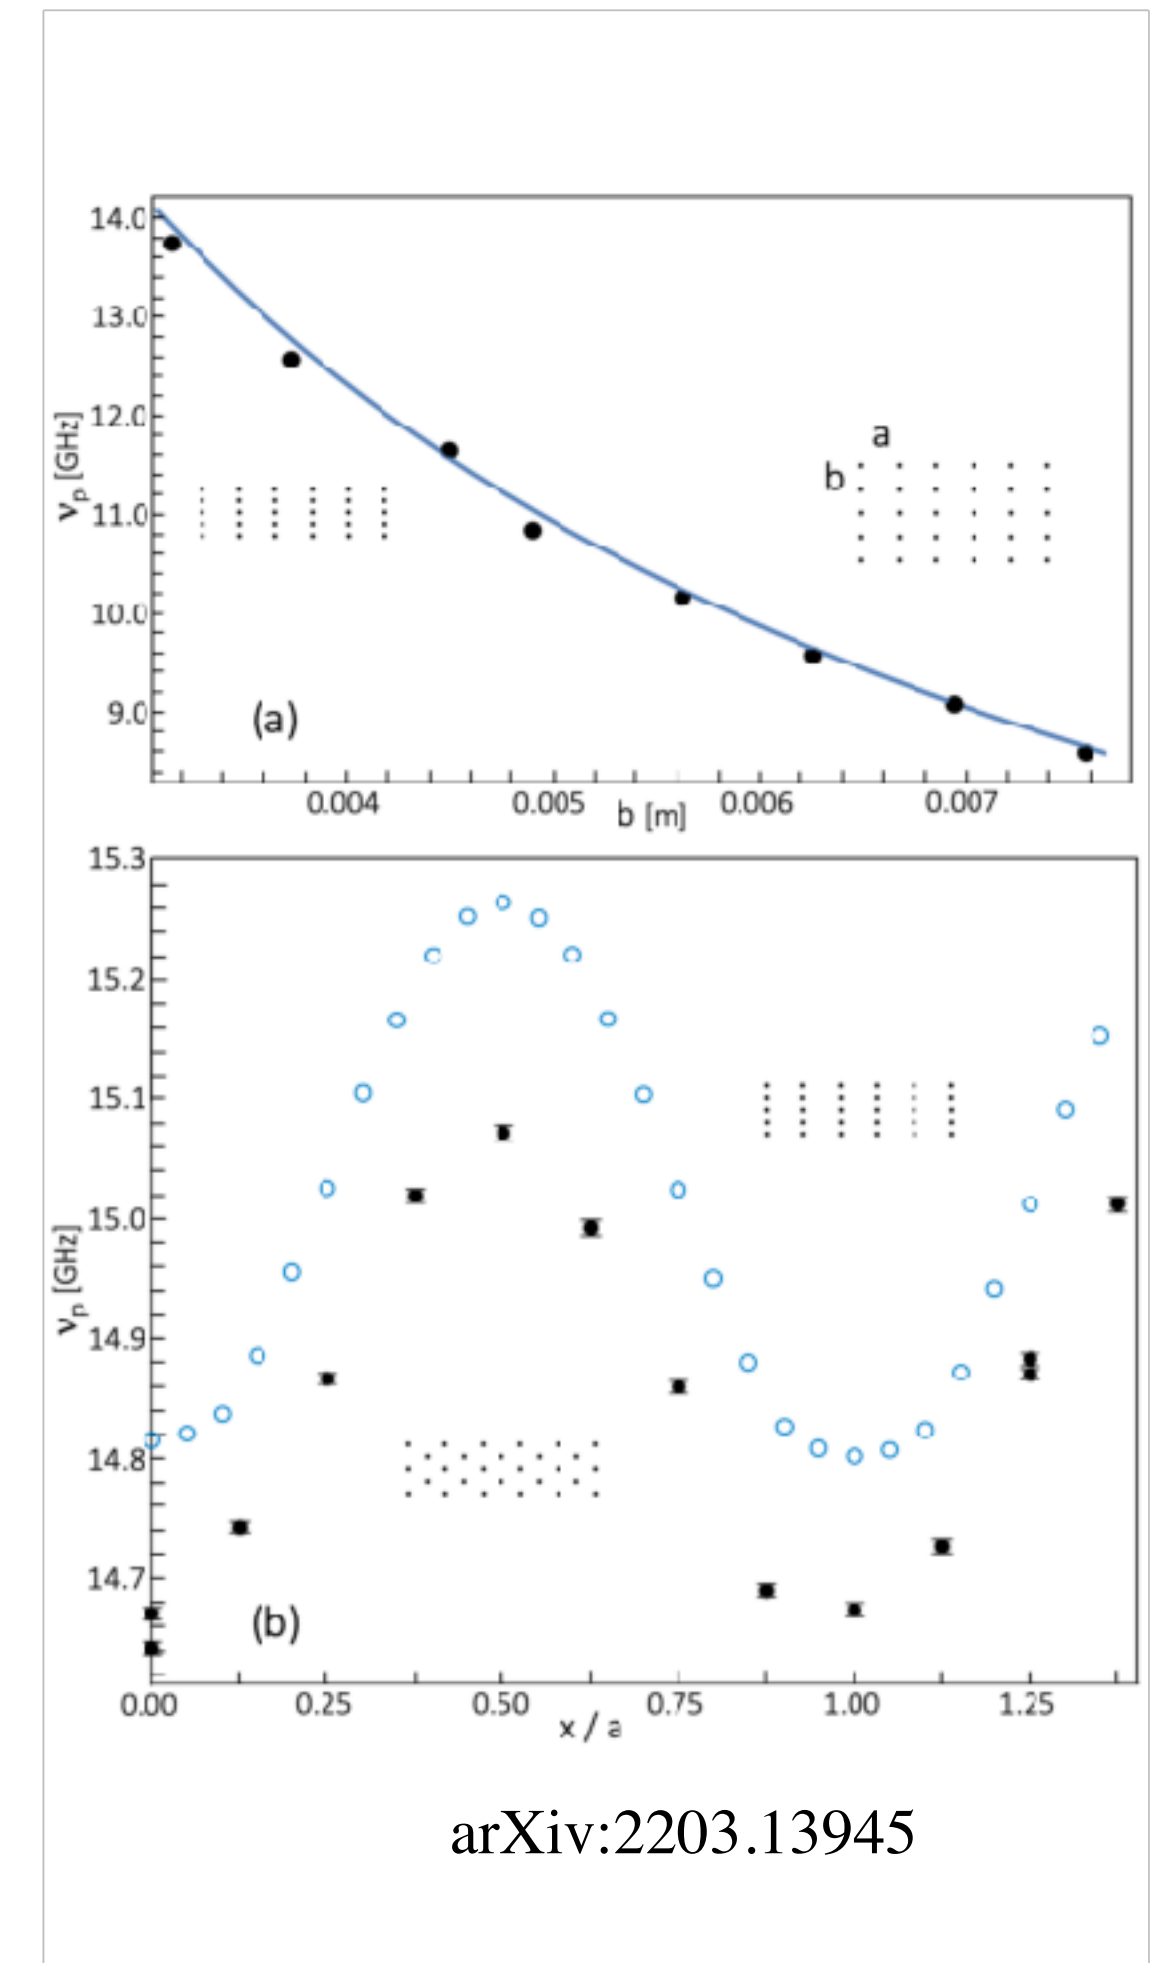 14.0
13.0
12.0
11.0
10.0
9.0
νp [GHz]
a
b
(a)
0.004 0.005 0.006 0.007
b [m]
15.3
15.2
15.1
15.0
14.9
14.8
14.7
νp [GHz]
(b)
0.00 0.25 0.50 0.75 1.00 1.25
x / a
arXiv:2203.13945